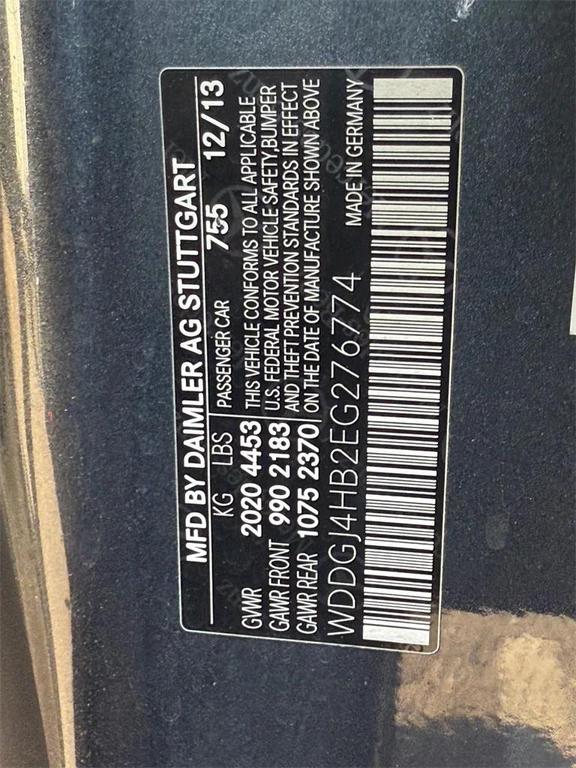 MFD BY DAIMLER AG STUTTGART
KG LBS PASSENGER CAR 755 12/13
GVWR 2020 4453 THIS VEHICLE CONFORMS TO ALL APPLICABLE
GAWR FRONT 990 2183 U.S. FEDERAL MOTOR VEHICLE SAFETY,BUMPER
GAWR REAR 1075 2370 AND THEFT PREVENTION STANDARDS IN EFFECT
ON THE DATE OF MANUFACTURE SHOWN ABOVE
WDDGJ4HB2EG276774 MADE IN GERMANY